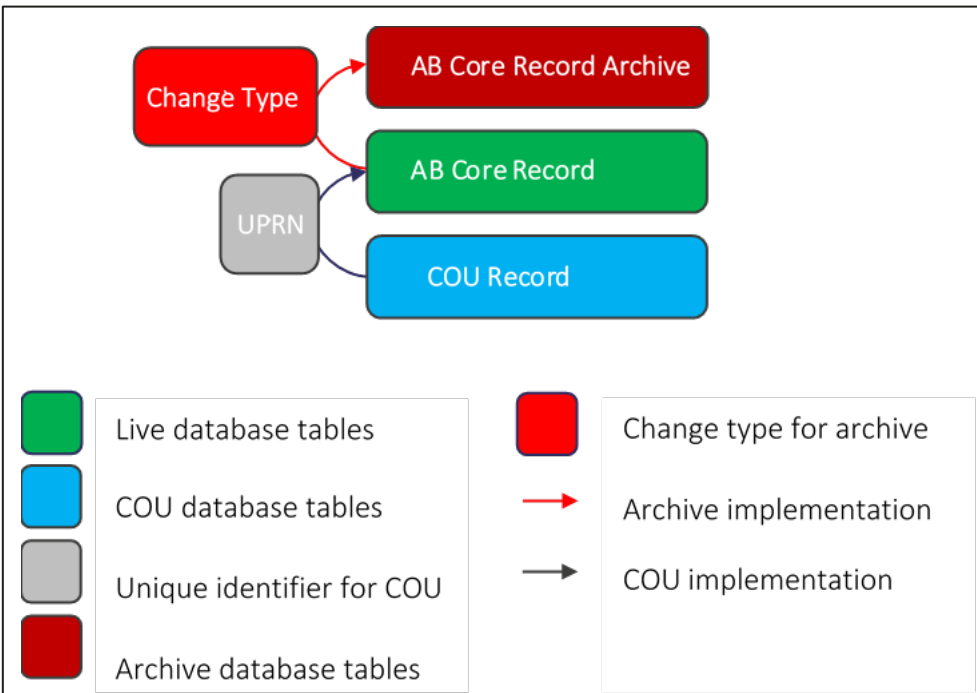 AB Core Record Archive
Change Type
AB Core Record
UPRN
COU Record
Live database tables
COU database tables
Unique identifier for COU
Archive database tables
Change type for archive
Archive implementation
COU implementation